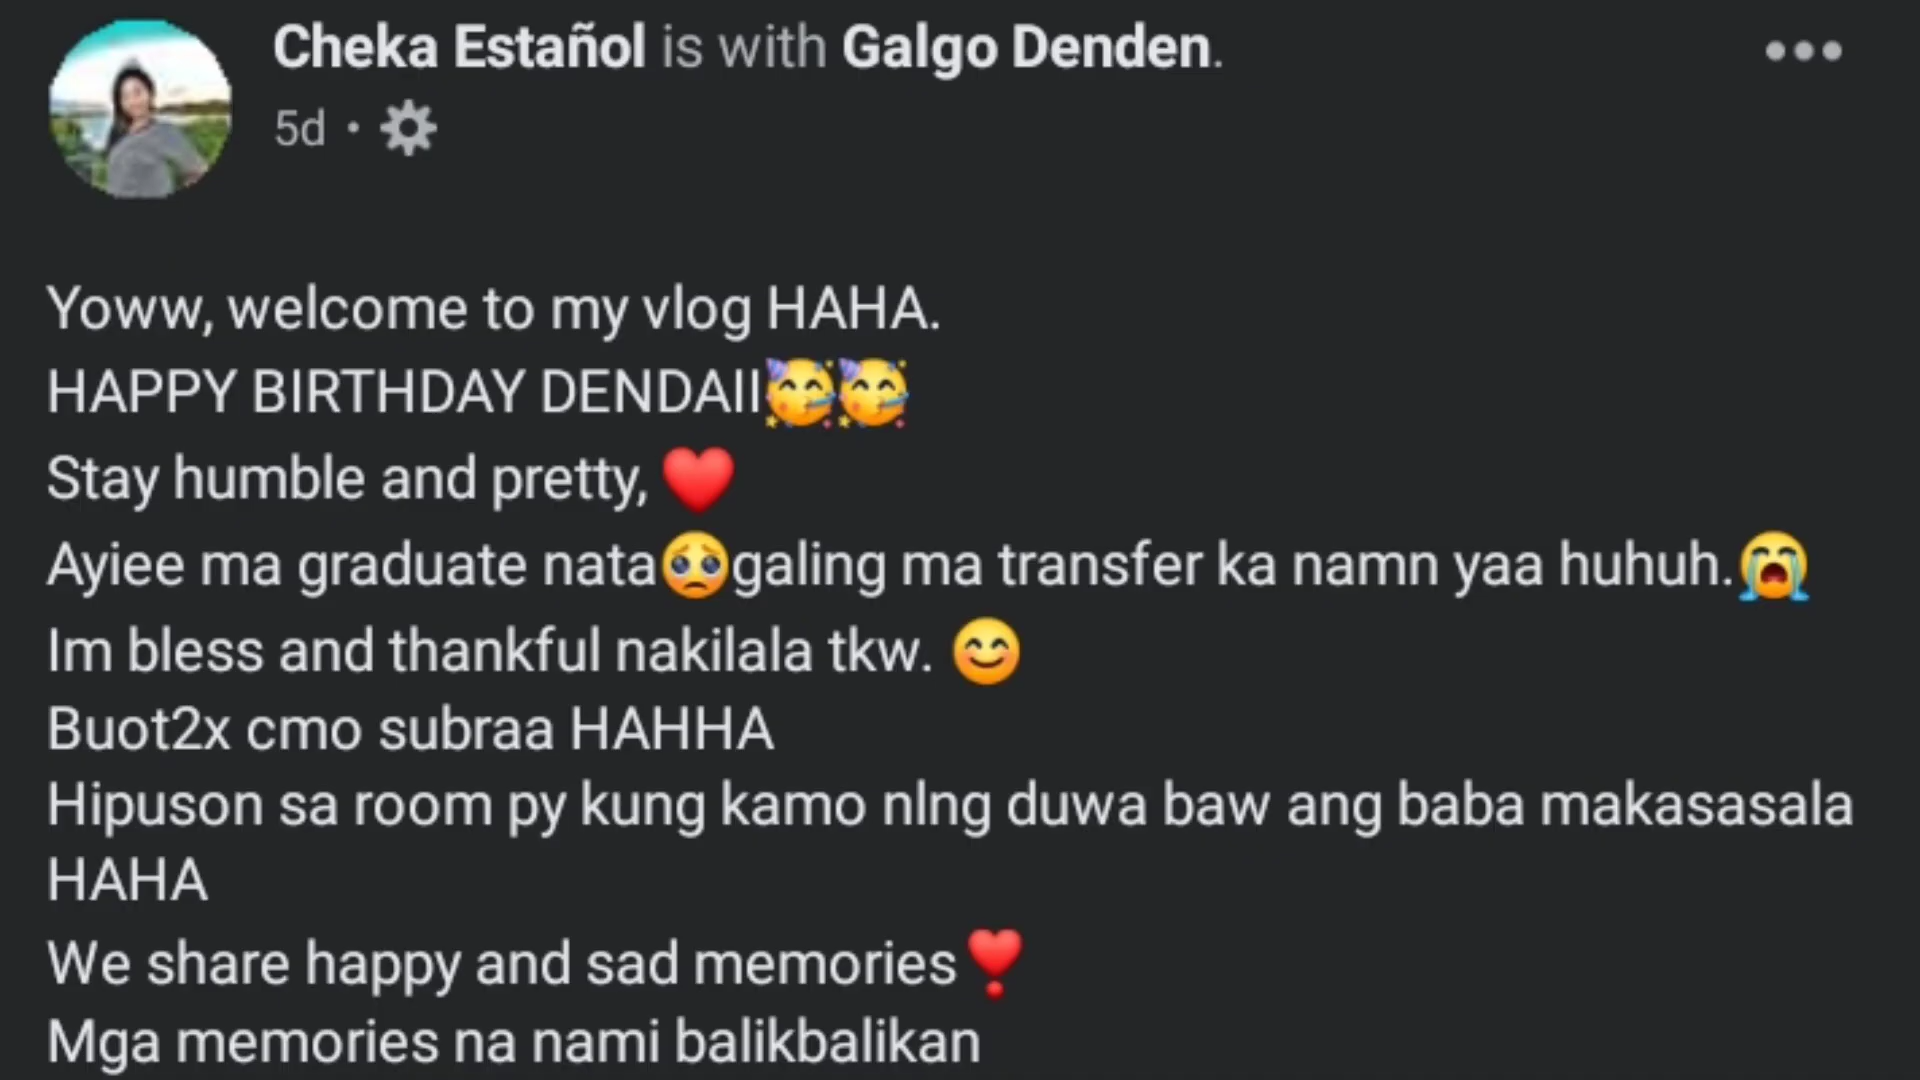 Cheka Estañol is with Galgo Denden.
5d ·
Yoww, welcome to my vlog HAHA.
HAPPY BIRTHDAY DENDAII🥳🥳
Stay humble and pretty, ❤️
Ayiee ma graduate nata🥺galing ma transfer ka namn yaa huhuh.😭
Im bless and thankful nakilala tkw. 😊
Buot2x cmo subraa HAHHA
Hipuson sa room py kung kamo nlng duwa baw ang baba makasasala
HAHA
We share happy and sad memories❣️
Mga memories na nami balikbalikan